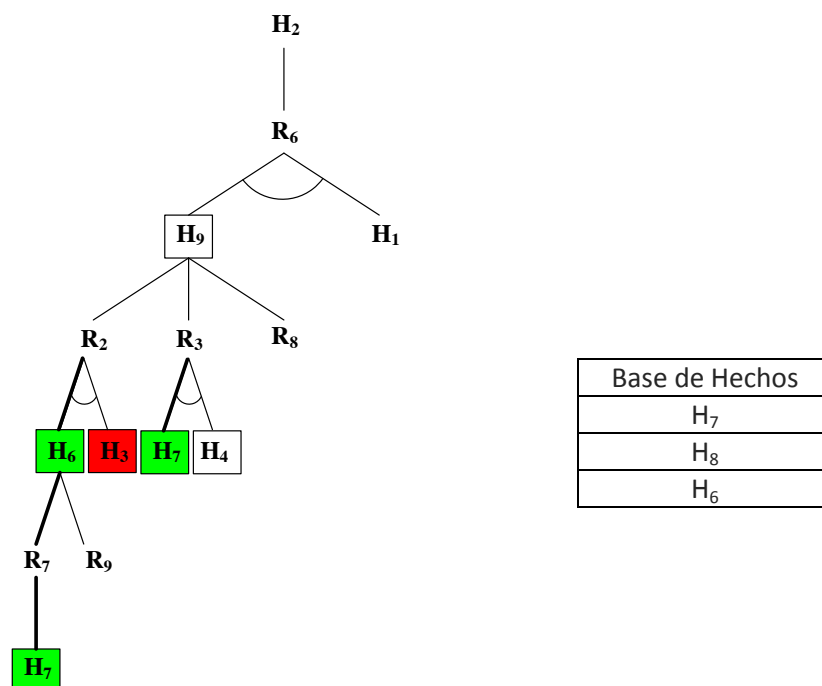 H₂
R₆
H₉ H₁
R₂ R₃ R₈
Base de Hechos
H₇
H₆ H₃ H₇ H₄
H₈
H₆
R₇ R₉
H₇